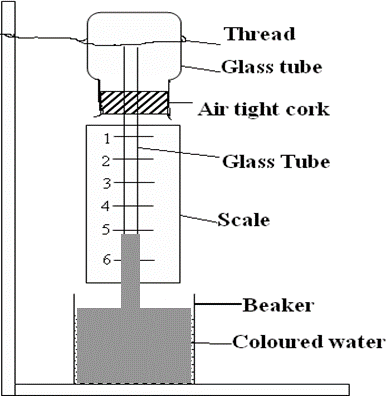 Thread
Glass tube
Air tight cork
1
2
Glass Tube
3
4
Scale
5
6
Beaker
Coloured water